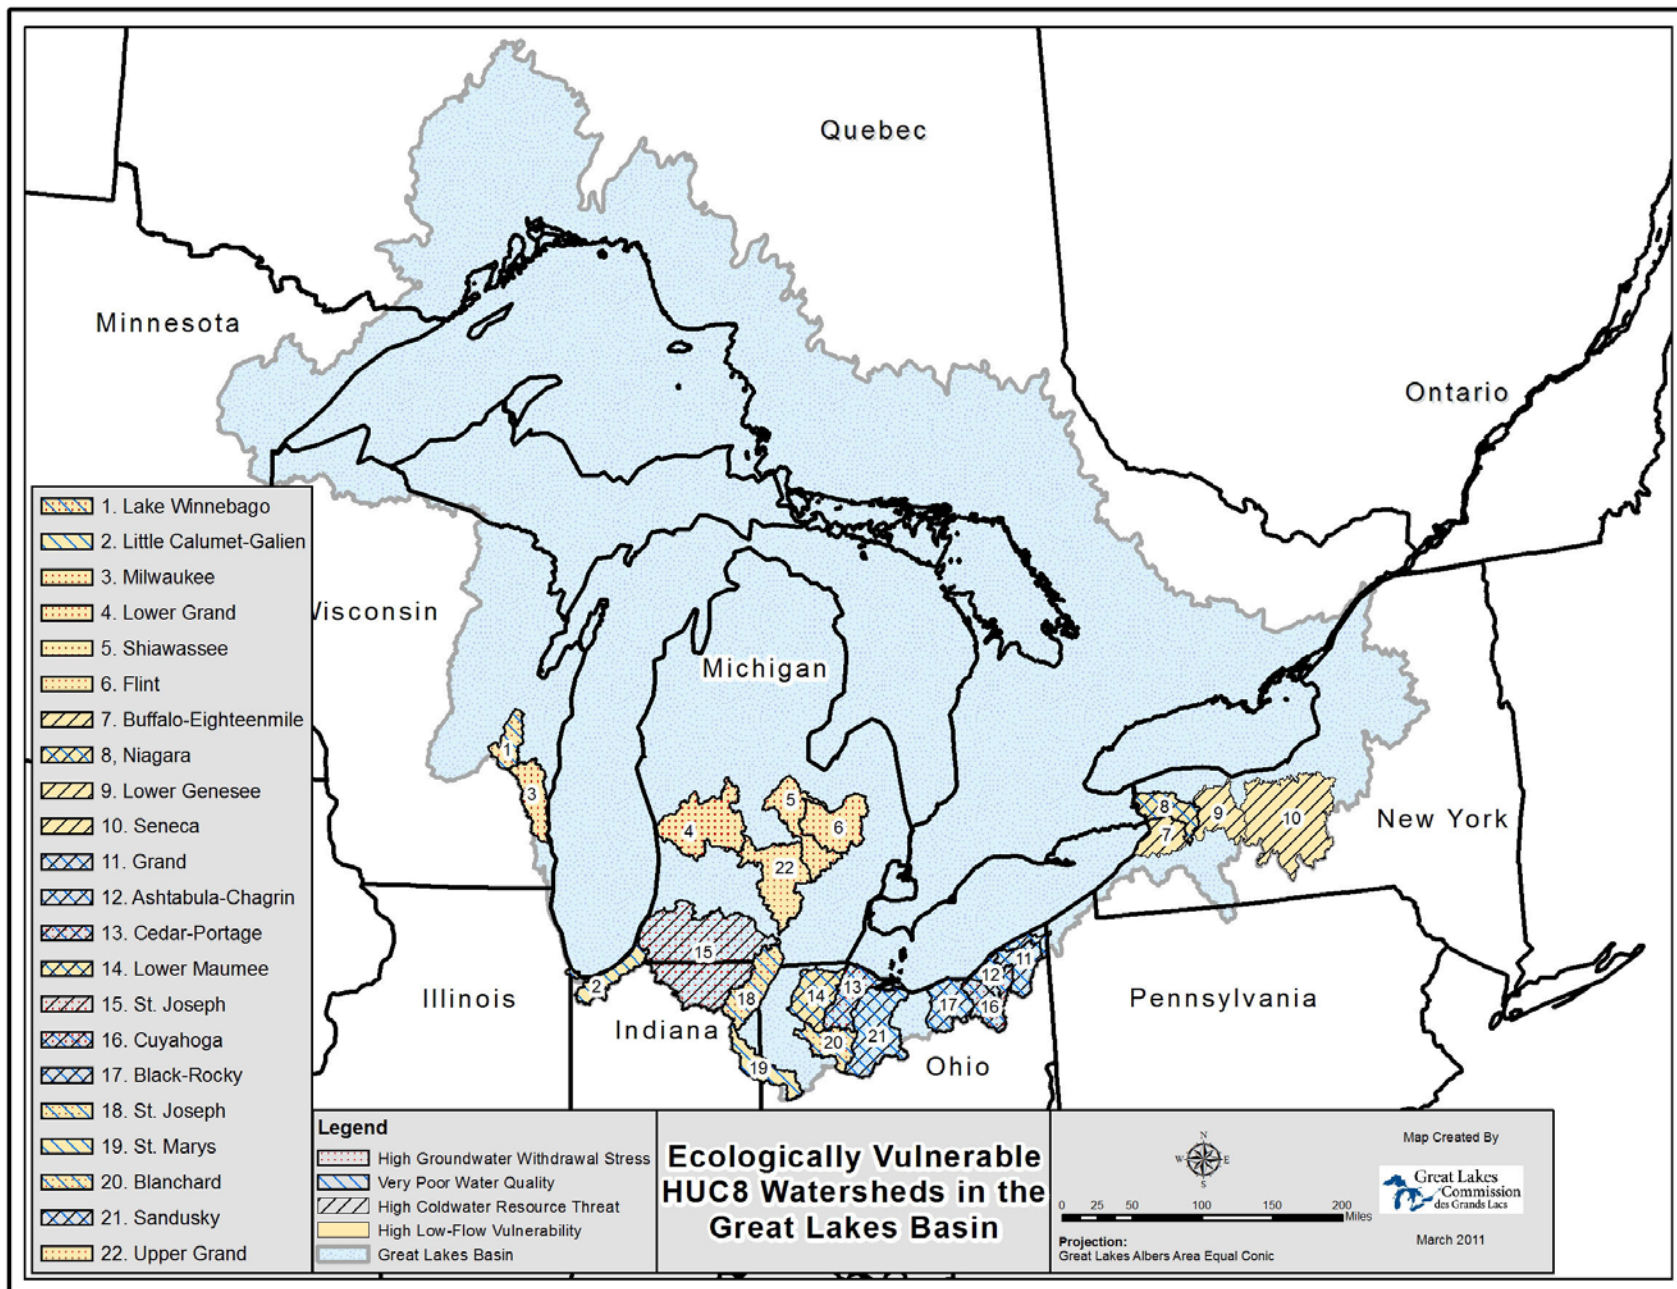 Quebec
Minnesota
Ontario
Wisconsin
Michigan
New York
Illinois
Indiana
Ohio
Pennsylvania
1
2
3
4
5
6
7
8
9
10
11
12
13
14
15
16
17
18
19
20
21
22
1. Lake Winnebago
2. Little Calumet-Galien
3. Milwaukee
4. Lower Grand
5. Shiawassee
6. Flint
7. Buffalo-Eighteenmile
8, Niagara
9. Lower Genesee
10. Seneca
11. Grand
12. Ashtabula-Chagrin
13. Cedar-Portage
14. Lower Maumee
15. St. Joseph
16. Cuyahoga
17. Black-Rocky
18. St. Joseph
19. St. Marys
20. Blanchard
21. Sandusky
22. Upper Grand
Legend
High Groundwater Withdrawal Stress
Very Poor Water Quality
High Coldwater Resource Threat
High Low-Flow Vulnerability
Great Lakes Basin
Ecologically Vulnerable
HUC8 Watersheds in the
Great Lakes Basin
N
W E
S
0 25 50 100 150 200
Miles
Projection:
Great Lakes Albers Area Equal Conic
Map Created By
Great Lakes
Commission
des Grands Lacs
March 2011